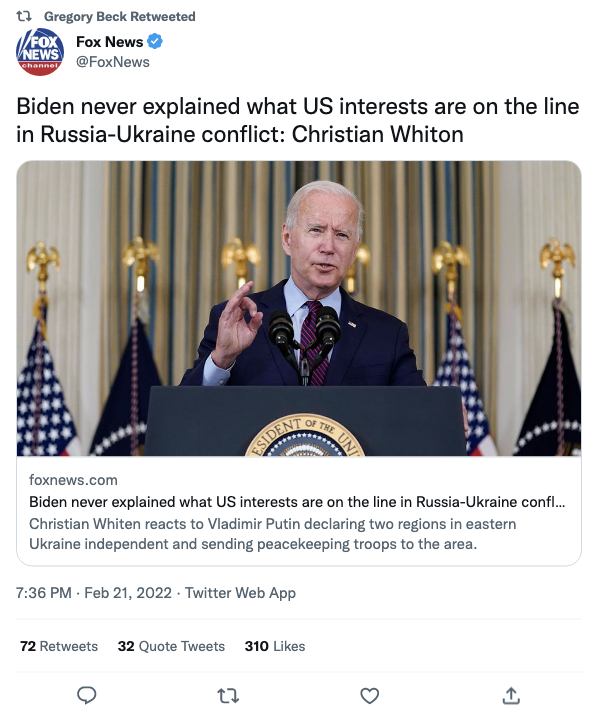 Gregory Beck Retweeted
FOX
NEWS
channel
Fox News
@FoxNews
Biden never explained what US interests are on the line
in Russia-Ukraine conflict: Christian Whiton
ESIDENT OF THE UNI
foxnews.com
Biden never explained what US interests are on the line in Russia-Ukraine confl...
Christian Whiten reacts to Vladimir Putin declaring two regions in eastern
Ukraine independent and sending peacekeeping troops to the area.
7:36 PM · Feb 21, 2022 · Twitter Web App
72 Retweets 32 Quote Tweets 310 Likes